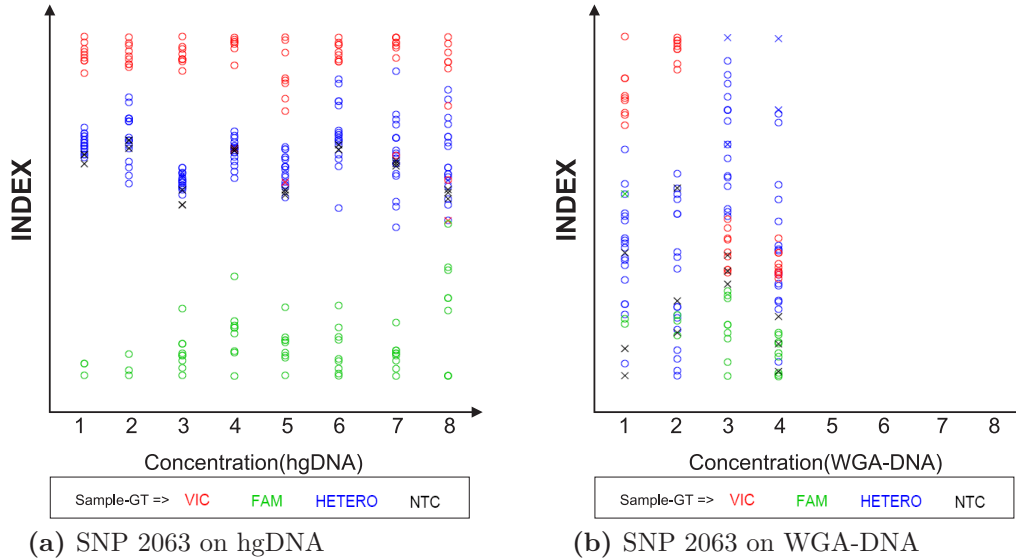 INDEX
1 2 3 4 5 6 7 8
Concentration(hgDNA)
Sample-GT => VIC FAM HETERO NTC
(a) SNP 2063 on hgDNA
INDEX
1 2 3 4 5 6 7 8
Concentration(WGA-DNA)
Sample-GT => VIC FAM HETERO NTC
(b) SNP 2063 on WGA-DNA